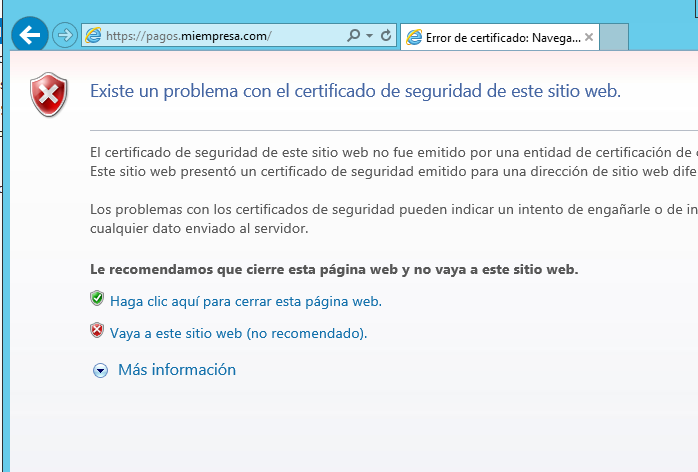 https://pagos.miempresa.com/
Error de certificado: Navega...
Existe un problema con el certificado de seguridad de este sitio web.
El certificado de seguridad de este sitio web no fue emitido por una entidad de certificación de
Este sitio web presentó un certificado de seguridad emitido para una dirección de sitio web dife
Los problemas con los certificados de seguridad pueden indicar un intento de engañarle o de in
cualquier dato enviado al servidor.
Le recomendamos que cierre esta página web y no vaya a este sitio web.
Haga clic aquí para cerrar esta página web.
Vaya a este sitio web (no recomendado).
Más información